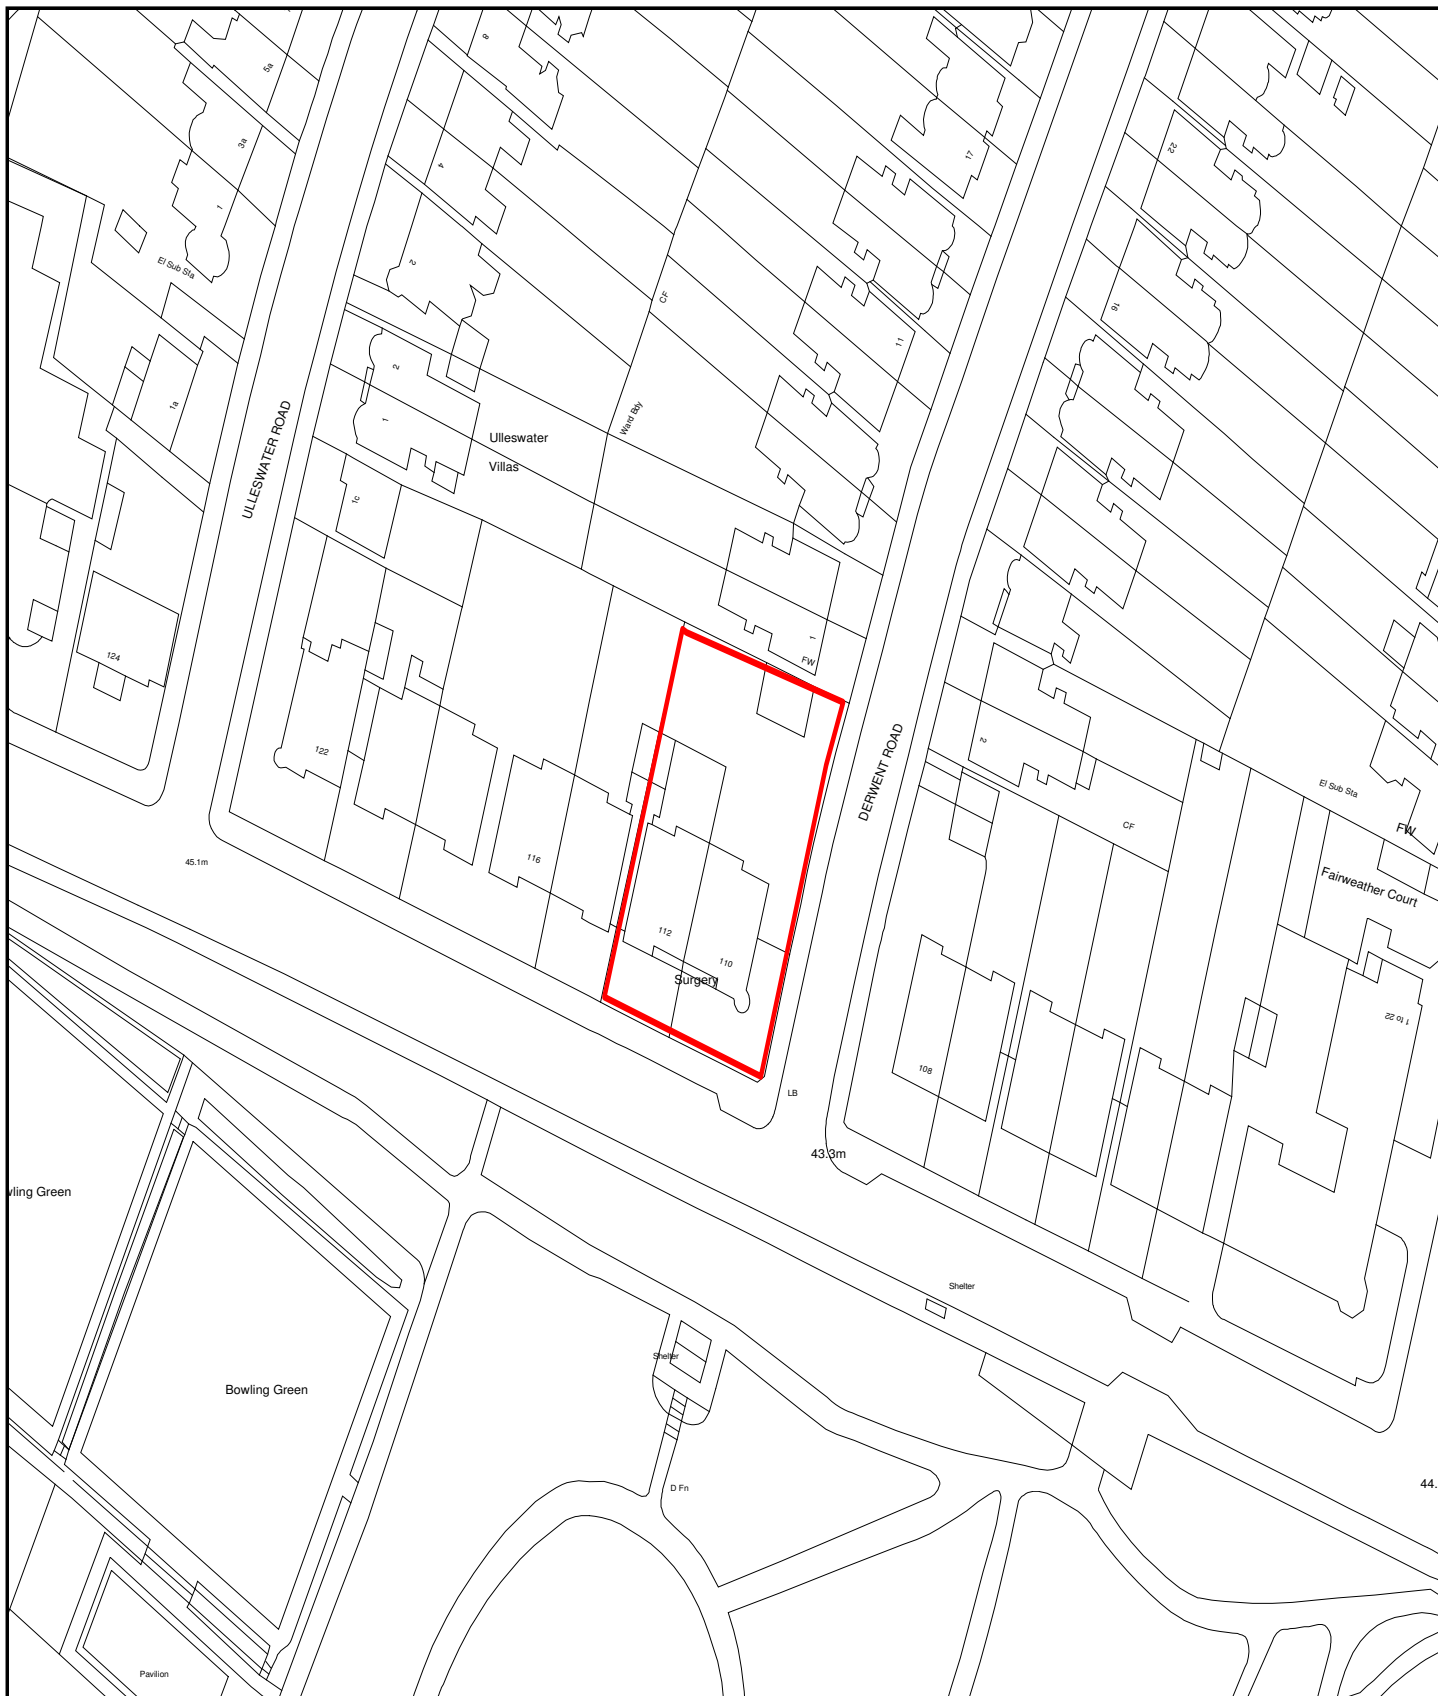 5a
8
3a
4
17
22
1
2
El Sub Sta
CF
16
11
2
1a
1
Ward Bdy
ULLESWATER ROAD
Ulleswater
Villas
1c
1
FW
124
122
DERWENT ROAD
2
El Sub Sta
CF
FW
45.1m
116
Fairweather Court
112
110
Surgery
1 to 22
108
LB
43.3m
wling Green
Shelter
Shelter
Bowling Green
D Fn
44.
Pavilion